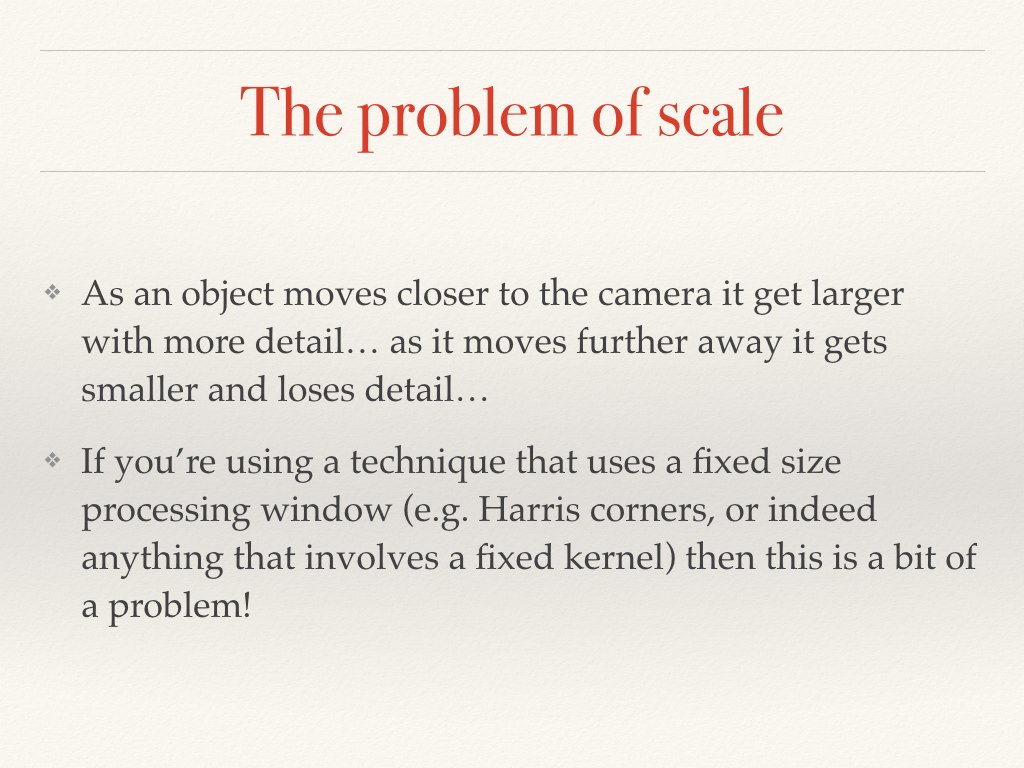 The problem of scale
❖ As an object moves closer to the camera it get larger
with more detail… as it moves further away it gets
smaller and loses detail…
❖ If you’re using a technique that uses a fixed size
processing window (e.g. Harris corners, or indeed
anything that involves a fixed kernel) then this is a bit of
a problem!